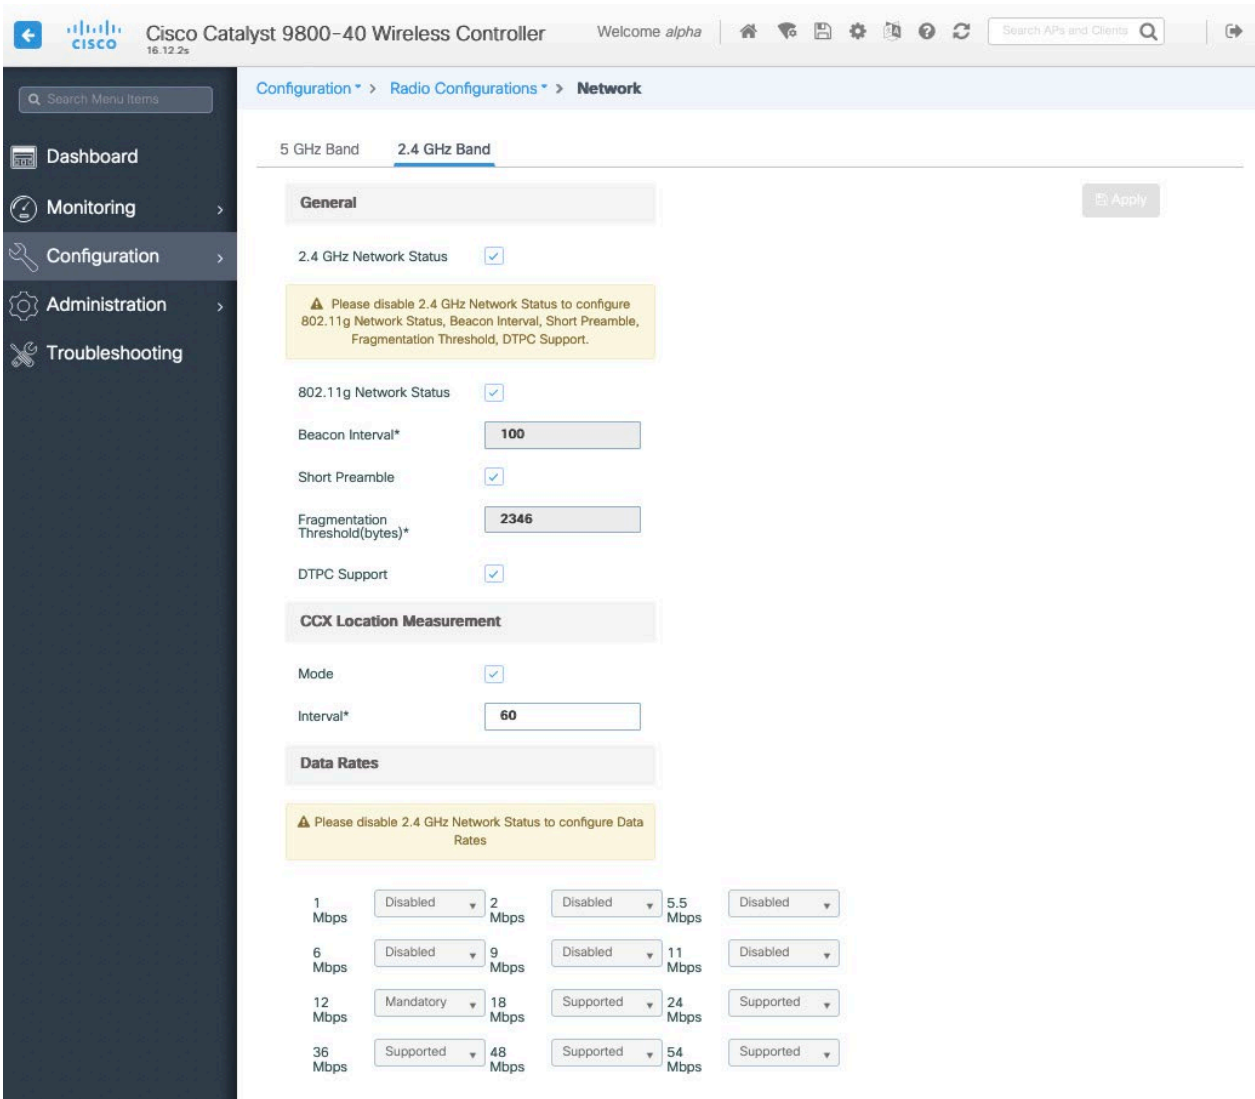 CISCO
Cisco Catalyst 9800-40 Wireless Controller
16.12.2s
Welcome alpha
Search APs and Clients
Search Menu Items
Dashboard
Monitoring
Configuration
Administration
Troubleshooting
Configuration > Radio Configurations > Network
5 GHz Band 2.4 GHz Band
General
Apply
2.4 GHz Network Status
Please disable 2.4 GHz Network Status to configure
802.11g Network Status, Beacon Interval, Short Preamble,
Fragmentation Threshold, DTPC Support.
802.11g Network Status
Beacon Interval* 100
Short Preamble
Fragmentation
Threshold(bytes)* 2346
DTPC Support
CCX Location Measurement
Mode
Interval* 60
Data Rates
Please disable 2.4 GHz Network Status to configure Data
Rates
1 Mbps Disabled 2 Mbps Disabled 5.5 Mbps Disabled
6 Mbps Disabled 9 Mbps Disabled 11 Mbps Disabled
12 Mbps Mandatory 18 Mbps Supported 24 Mbps Supported
36 Mbps Supported 48 Mbps Supported 54 Mbps Supported